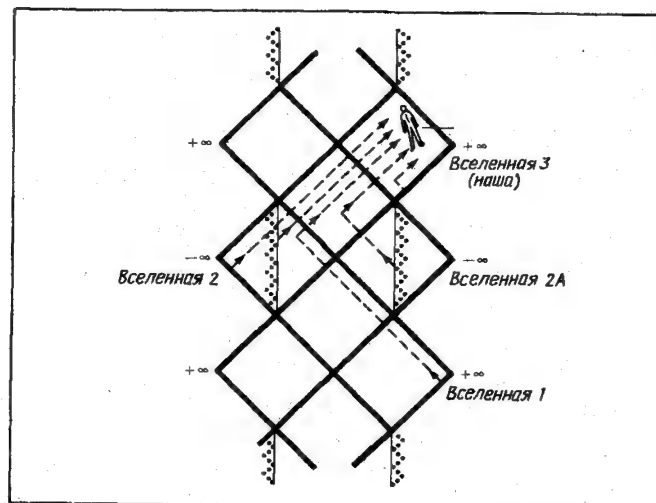 +∞
+∞
Вселенная 3
(наша)
−∞
−∞
Вселенная 2
Вселенная 2А
+∞
+∞
Вселенная 1